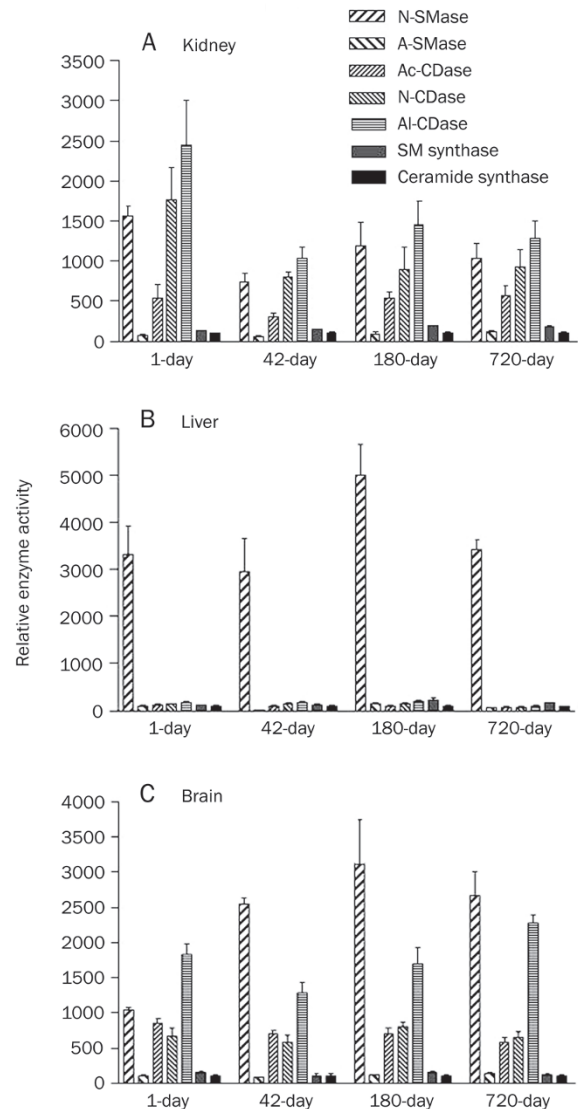 A Kidney
N-SMase
A-SMase
Ac-CDase
N-CDase
Al-CDase
SM synthase
Ceramide synthase
3500
3000
2500
2000
1500
1000
500
0
1-day 42-day 180-day 720-day
B Liver
Relative enzyme activity
6000
5000
4000
3000
2000
1000
0
1-day 42-day 180-day 720-day
C Brain
4000
3500
3000
2500
2000
1500
1000
500
0
1-day 42-day 180-day 720-day